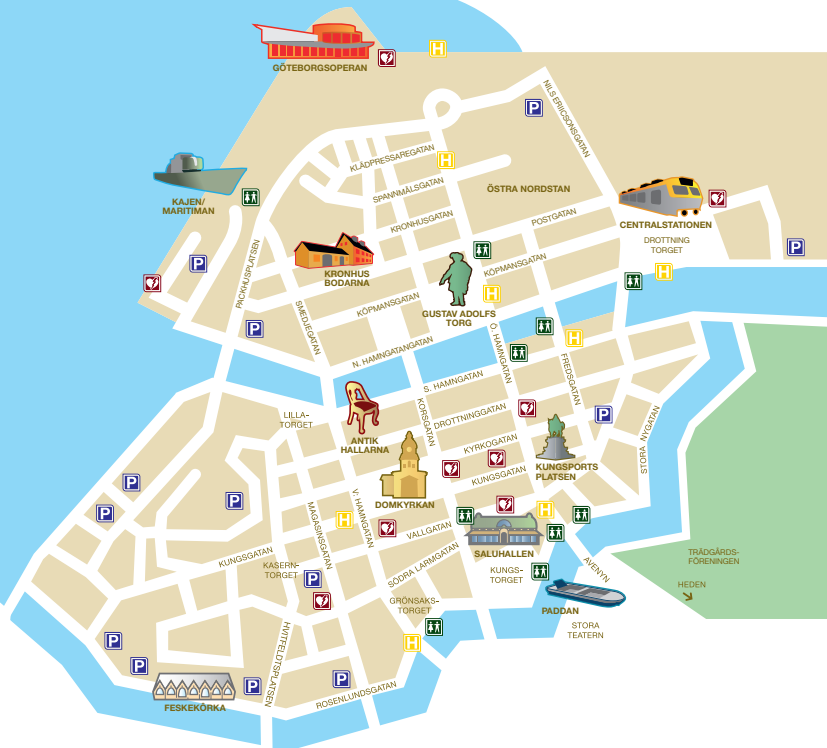 H
GÖTEBORGSOPERAN
P
NILS ERIICSONSGATAN
KLÄDPRESSAREGATAN
H
SPANNMÅLSGATAN
ÖSTRA NORDSTAN
KAJEN/
MARITIMAN
KRONHUSGATAN
POSTGATAN
CENTRALSTATIONEN
DROTTNING
TORGET
P
P
PACKHUSPLATSEN
KRONHUS
BODARNA
KÖPMANSGATAN
H
H
SMEDJEGATAN
KÖPMANSGATAN
GUSTAV ADOLFS
TORG
P
N. HAMNGATANGATAN
Ö. HAMNGATAN
H
FREDSGATAN
S. HAMNGATAN
LILLA-
TORGET
KORSGATAN
DROTTNINGGATAN
P
STORA NYGATAN
ANTIK
HALLARNA
KYRKOGATAN
KUNGSGATAN
KUNGSPORTS
PLATSEN
P
P
P
DOMKYRKAN
MAGASINSGATAN
V. HAMNGATAN
H
H
VALLGATAN
KUNGSGATAN
KASERN-
TORGET
P
SÖDRA LARMGATAN
SALUHALLEN
KUNGS-
TORGET
AVENYN
TRÄDGÅRDS-
FÖRENINGEN
HEDEN
GRÖNSAKS-
TORGET
PADDAN
STORA
TEATERN
H
P
P
HVITFELDTSPLATSEN
FESKEKÖRKA
P
P
ROSENLUNDSGATAN